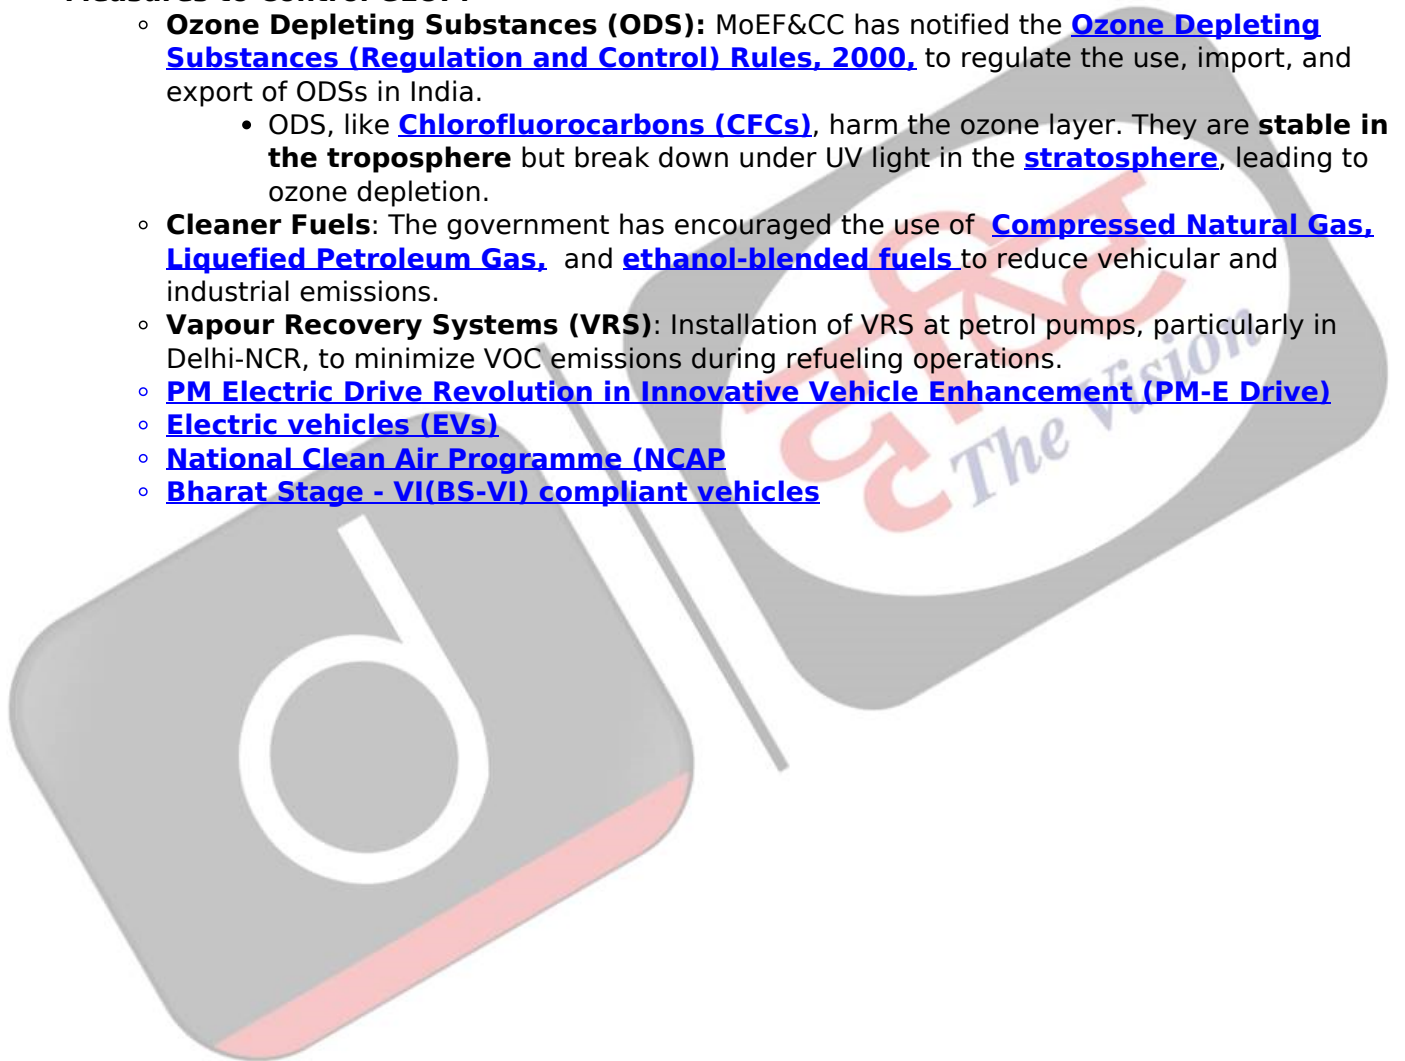 Ozone Depleting Substances (ODS): MoEF&CC has notified the Ozone Depleting
Substances (Regulation and Control) Rules, 2000, to regulate the use, import, and
export of ODSs in India.
ODS, like Chlorofluorocarbons (CFCs), harm the ozone layer. They are stable in
the troposphere but break down under UV light in the stratosphere, leading to
ozone depletion.
Cleaner Fuels: The government has encouraged the use of Compressed Natural Gas,
Liquefied Petroleum Gas, and ethanol-blended fuels to reduce vehicular and
industrial emissions.
Vapour Recovery Systems (VRS): Installation of VRS at petrol pumps, particularly in
Delhi-NCR, to minimize VOC emissions during refueling operations.
PM Electric Drive Revolution in Innovative Vehicle Enhancement (PM-E Drive)
Electric vehicles (EVs)
National Clean Air Programme (NCAP
Bharat Stage - VI(BS-VI) compliant vehicles
दृष्टि
The Vision
d